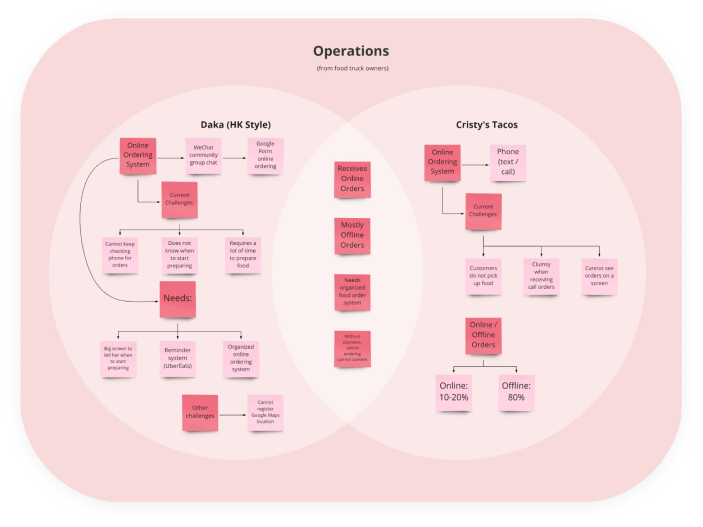 Operations
(from food truck owners)
Daka (HK Style)
Online
Ordering
System
WeChat
community
group chat
Google
Form
online
ordering
Current
Challenges:
Cannot keep
checking
phone for
orders
Does not
know when
to start
preparing
Requires a
lot of time
to prepare
food
Needs:
Big screen to
tell her when
to start
preparing
Reminder
system
(UberEats)
Organized
online
ordering
system
Other
challenges
Cannot
register
Google Maps
location
Receives
Online
Orders
Mostly
Offline
Orders
Needs
organized
food order
system
Without
payment,
online
ordering
cannot
Cristy's Tacos
Online
Ordering
System
Phone
(text /
call)
Current
Challenges:
Customers
do not pick
up food
Clumsy
when
receiving
call orders
Cannot see
orders on a
screen
Online /
Offline
Orders
Online:
10-20%
Offline:
80%